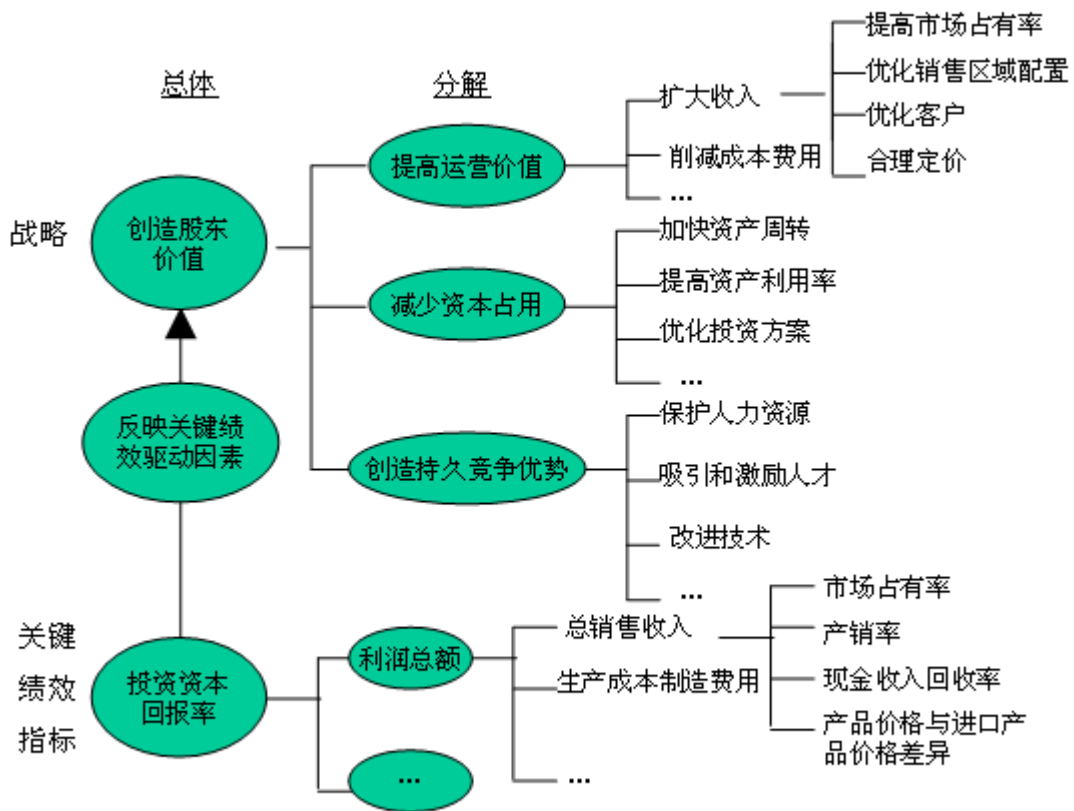 总体
分解
战略
创造股东
价值
反映关键绩
效驱动因素
提高运营价值
扩大收入
提高市场占有率
优化销售区域配置
优化客户
合理定价
削减成本费用
...
减少资本占用
加快资产周转
提高资产利用率
优化投资方案
...
创造持久竞争优势
保护人力资源
吸引和激励人才
改进技术
...
关键
绩效
指标
投资资本
回报率
利润总额
总销售收入
市场占有率
产销率
现金收入回收率
产品价格与进口产
品价格差异
生产成本制造费用
...
...